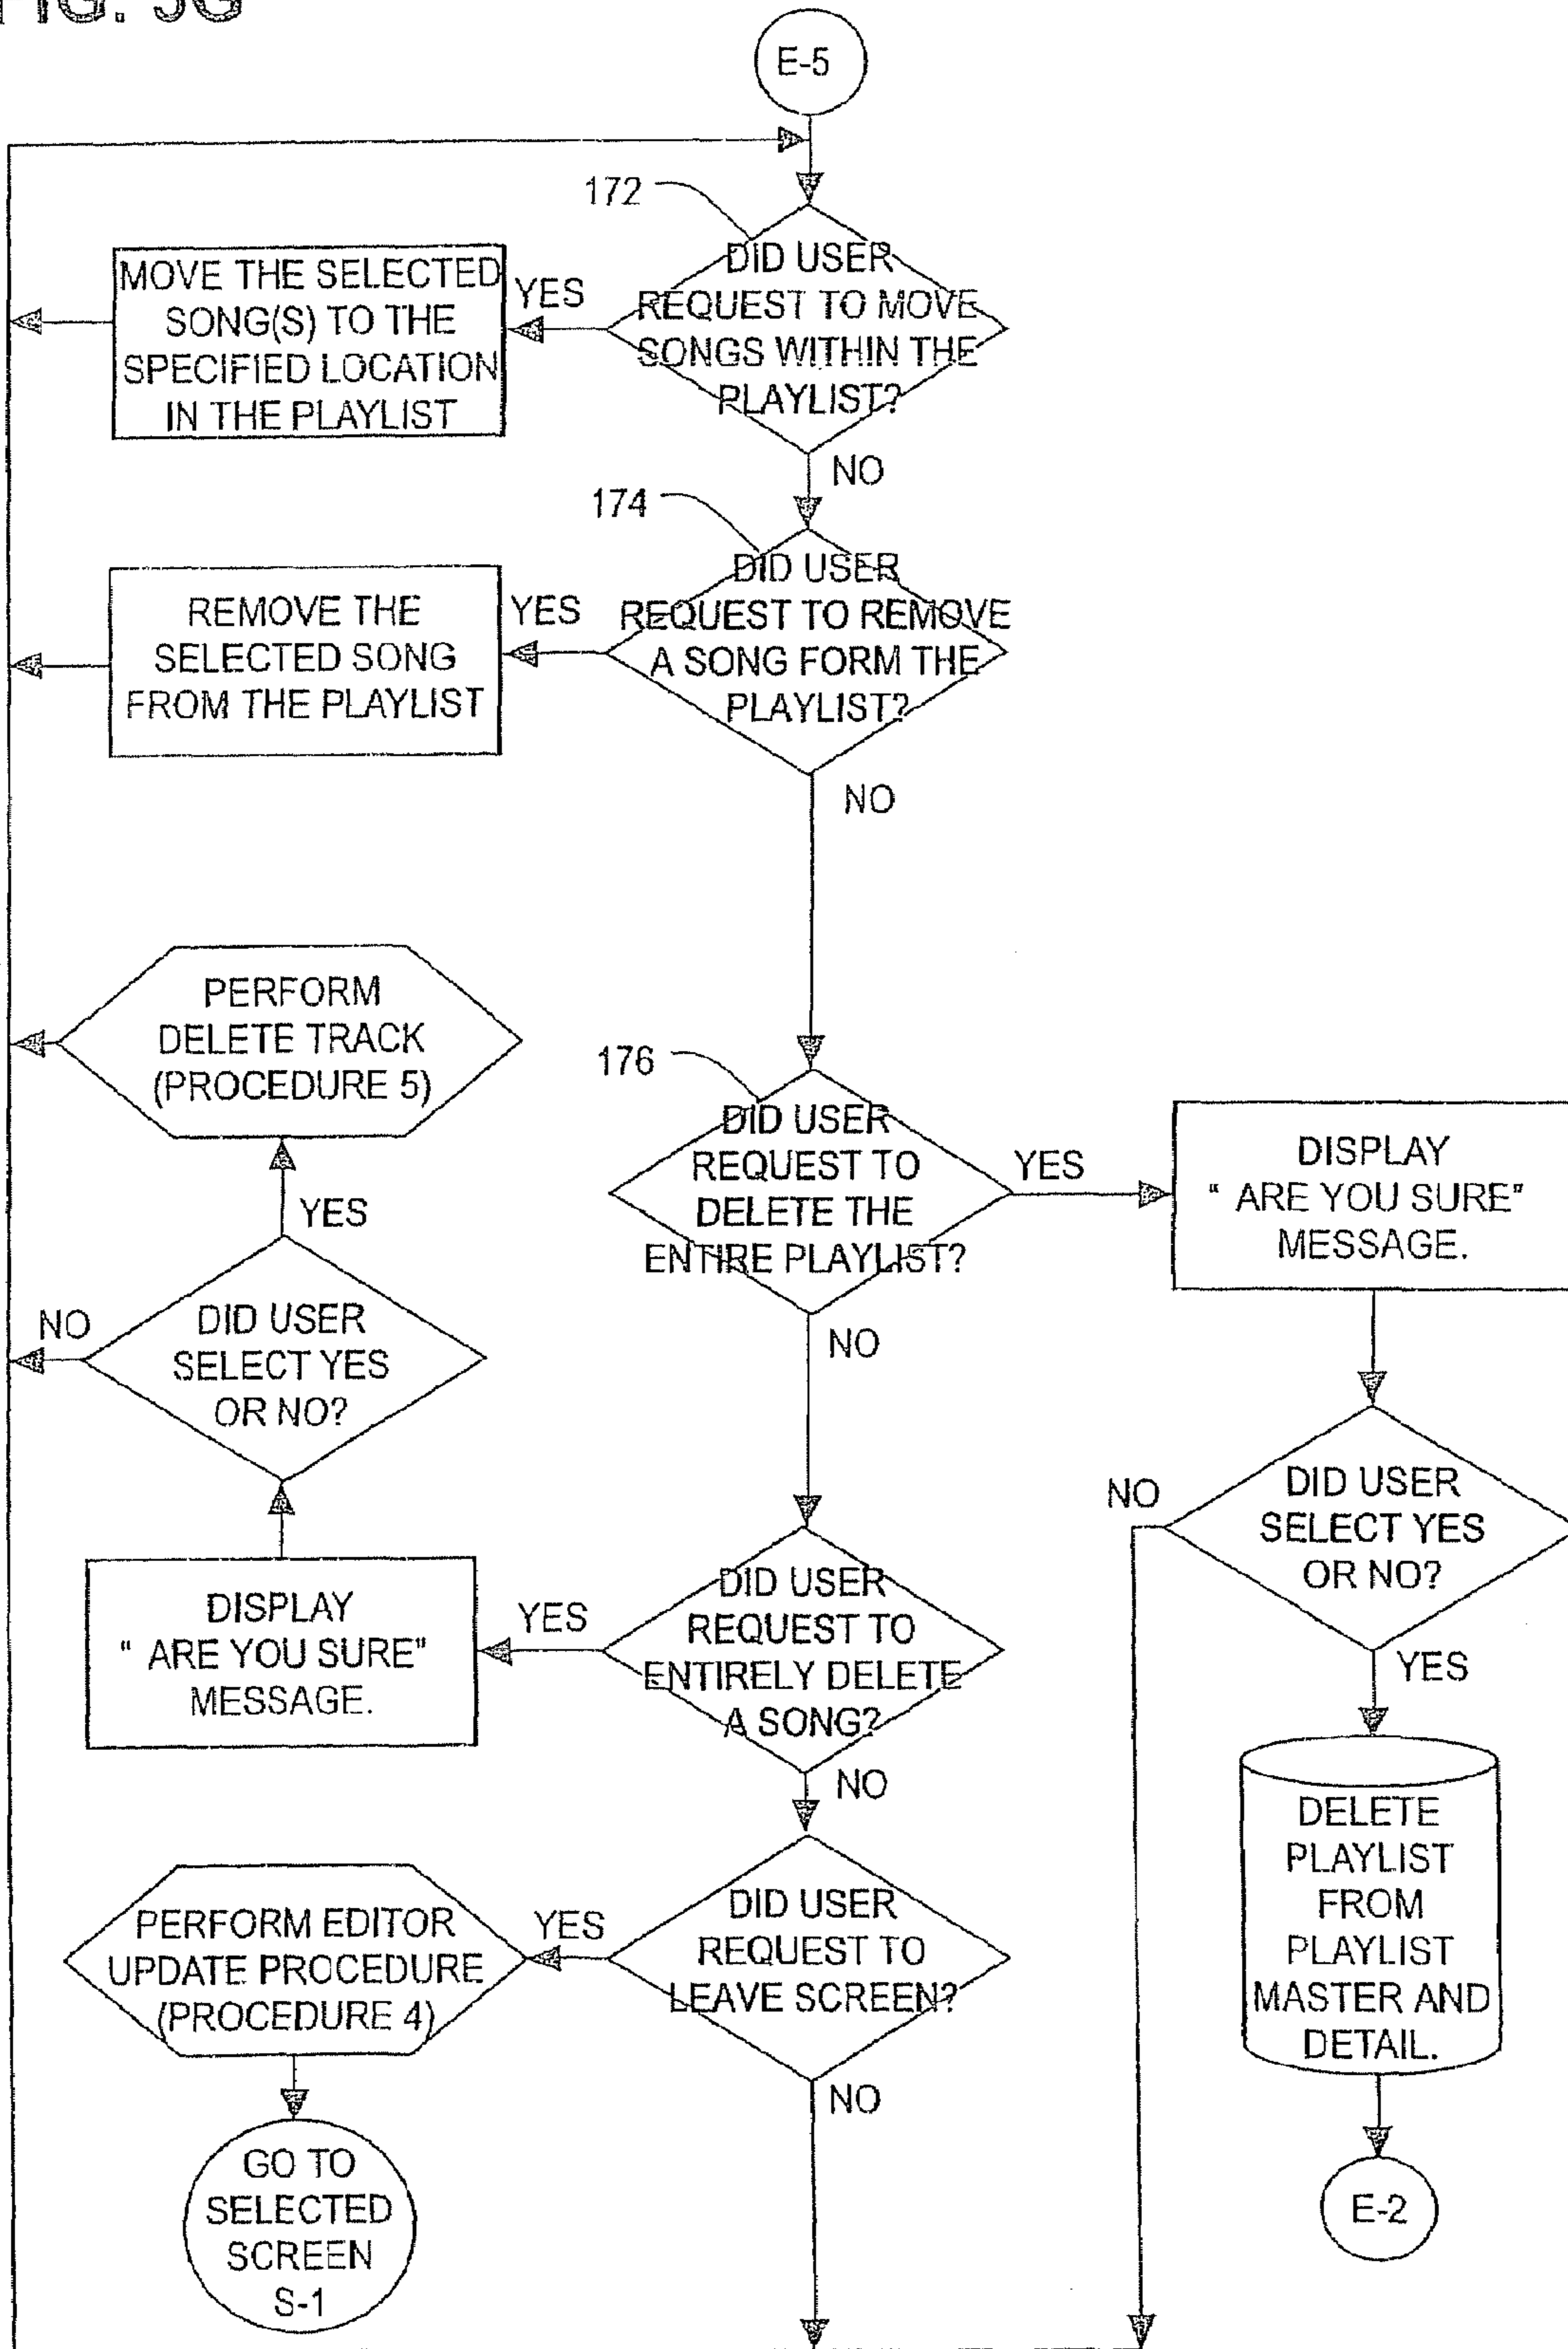 FIG. 5G
E-5
172
DID USER
REQUEST TO MOVE
SONGS WITHIN THE
PLAYLIST?
YES
MOVE THE SELECTED
SONG(S) TO THE
SPECIFIED LOCATION
IN THE PLAYLIST
NO
174
DID USER
REQUEST TO REMOVE
A SONG FORM THE
PLAYLIST?
YES
REMOVE THE
SELECTED SONG
FROM THE PLAYLIST
NO
PERFORM
DELETE TRACK
(PROCEDURE 5)
176
DID USER
REQUEST TO
DELETE THE
ENTIRE PLAYLIST?
YES
DISPLAY
" ARE YOU SURE"
MESSAGE.
YES
NO
DID USER
SELECT YES
OR NO?
NO
NO
DID USER
SELECT YES
OR NO?
YES
DISPLAY
" ARE YOU SURE"
MESSAGE.
YES
DID USER
REQUEST TO
ENTIRELY DELETE
A SONG?
NO
DELETE
PLAYLIST
FROM
PLAYLIST
MASTER AND
DETAIL.
PERFORM EDITOR
UPDATE PROCEDURE
(PROCEDURE 4)
YES
DID USER
REQUEST TO
LEAVE SCREEN?
NO
GO TO
SELECTED
SCREEN
S-1
E-2